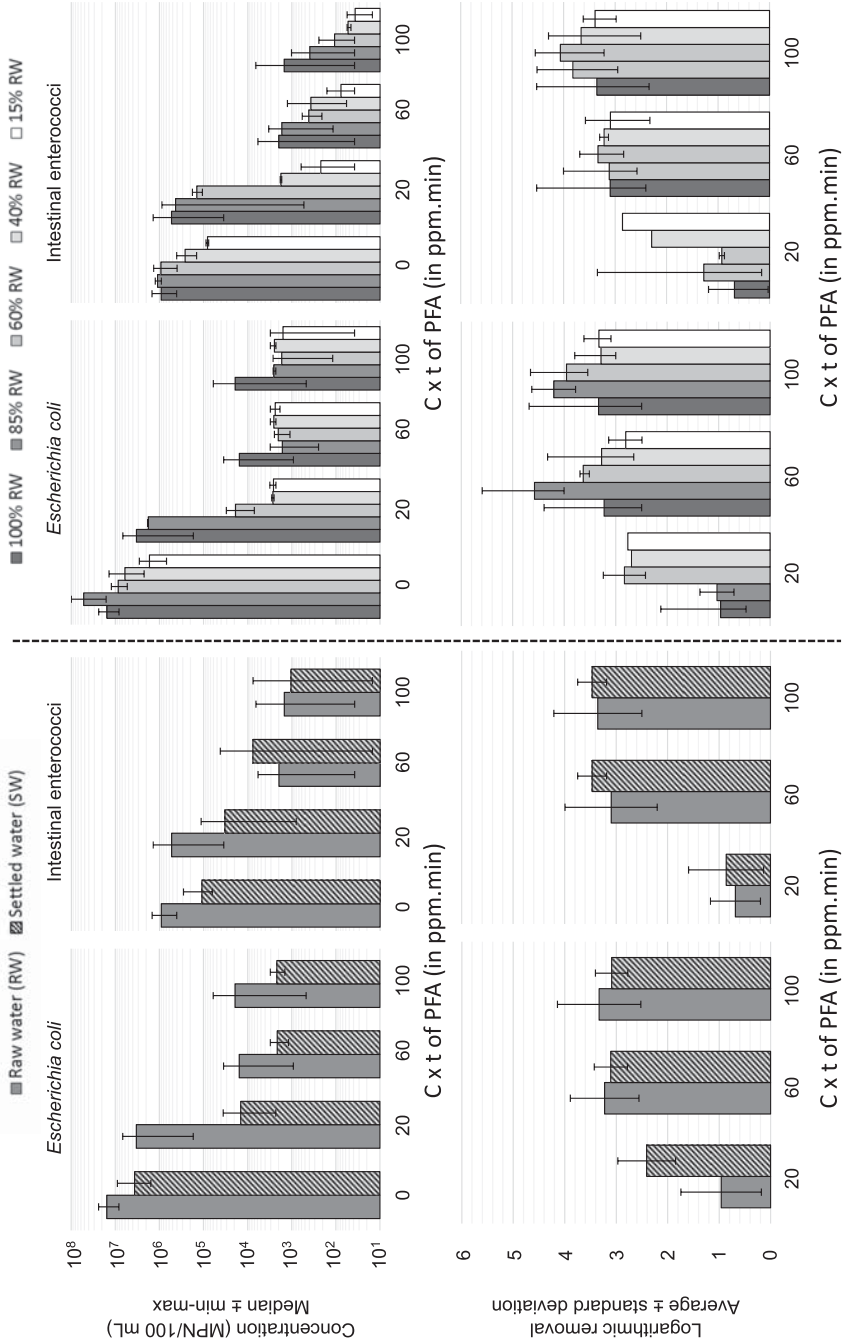 Raw water (RW) Settled water (SW)
100% RW 85% RW 60% RW 40% RW 15% RW
Escherichia coli
Intestinal enterococci
Escherichia coli
Intestinal enterococci
Concentration (MPN/100 mL)
Median ± min-max
10⁸
10⁷
10⁶
10⁵
10⁴
10³
10²
10¹
0 20 60 100
0 20 60 100
0 20 60 100
0 20 60 100
C x t of PFA (in ppm.min)
C x t of PFA (in ppm.min)
Logarithmic removal
Average ± standard deviation
6
5
4
3
2
1
0
20 60 100
20 60 100
20 60 100
20 60 100
C x t of PFA (in ppm.min)
C x t of PFA (in ppm.min)